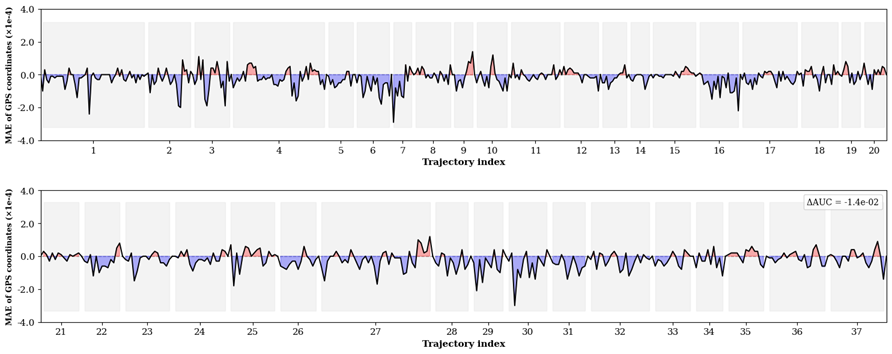 MAE of GPS coordinates (×1e-4)
4.0
2.0
0.0
-2.0
-4.0
1 2 3 4 5 6 7 8 9 10 11 12 13 14 15 16 17 18 19 20
Trajectory index
MAE of GPS coordinates (×1e-4)
4.0
2.0
0.0
-2.0
-4.0
ΔAUC = -1.4e-02
21 22 23 24 25 26 27 28 29 30 31 32 33 34 35 36 37
Trajectory index